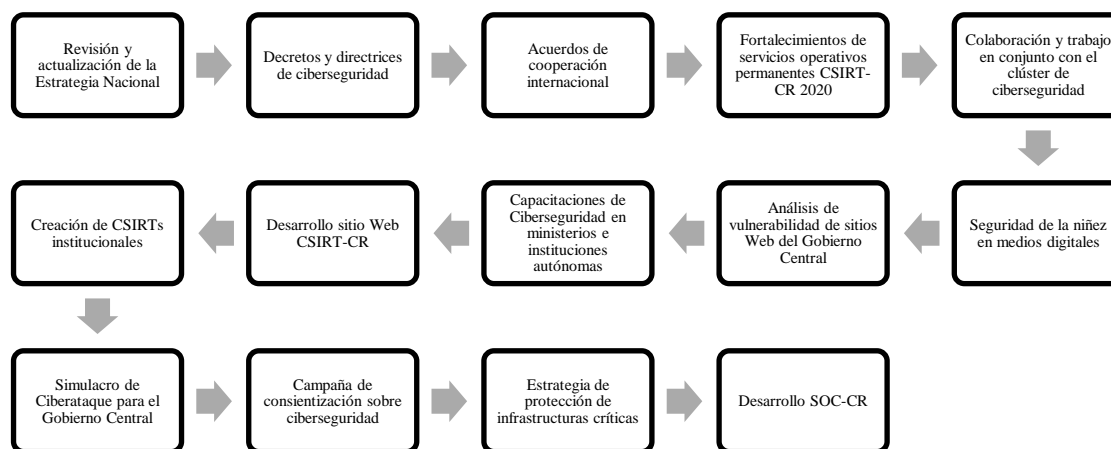 Revisión y
actualización de la
Estrategia Nacional
Decretos y directrices
de ciberseguridad
Acuerdos de
cooperación
internacional
Fortalecimientos de
servicios operativos
permanentes CSIRT-
CR 2020
Colaboración y trabajo
en conjunto con el
clúster de
ciberseguridad
Seguridad de la niñez
en medios digitales
Análisis de
vulnerabilidad de sitios
Web del Gobierno
Central
Capacitaciones de
Ciberseguridad en
ministerios e
instituciones
autónomas
Desarrollo sitio Web
CSIRT-CR
Creación de CSIRTs
institucionales
Simulacro de
Ciberataque para el
Gobierno Central
Campaña de
consientización sobre
ciberseguridad
Estrategia de
protección de
infraestructuras críticas
Desarrollo SOC-CR